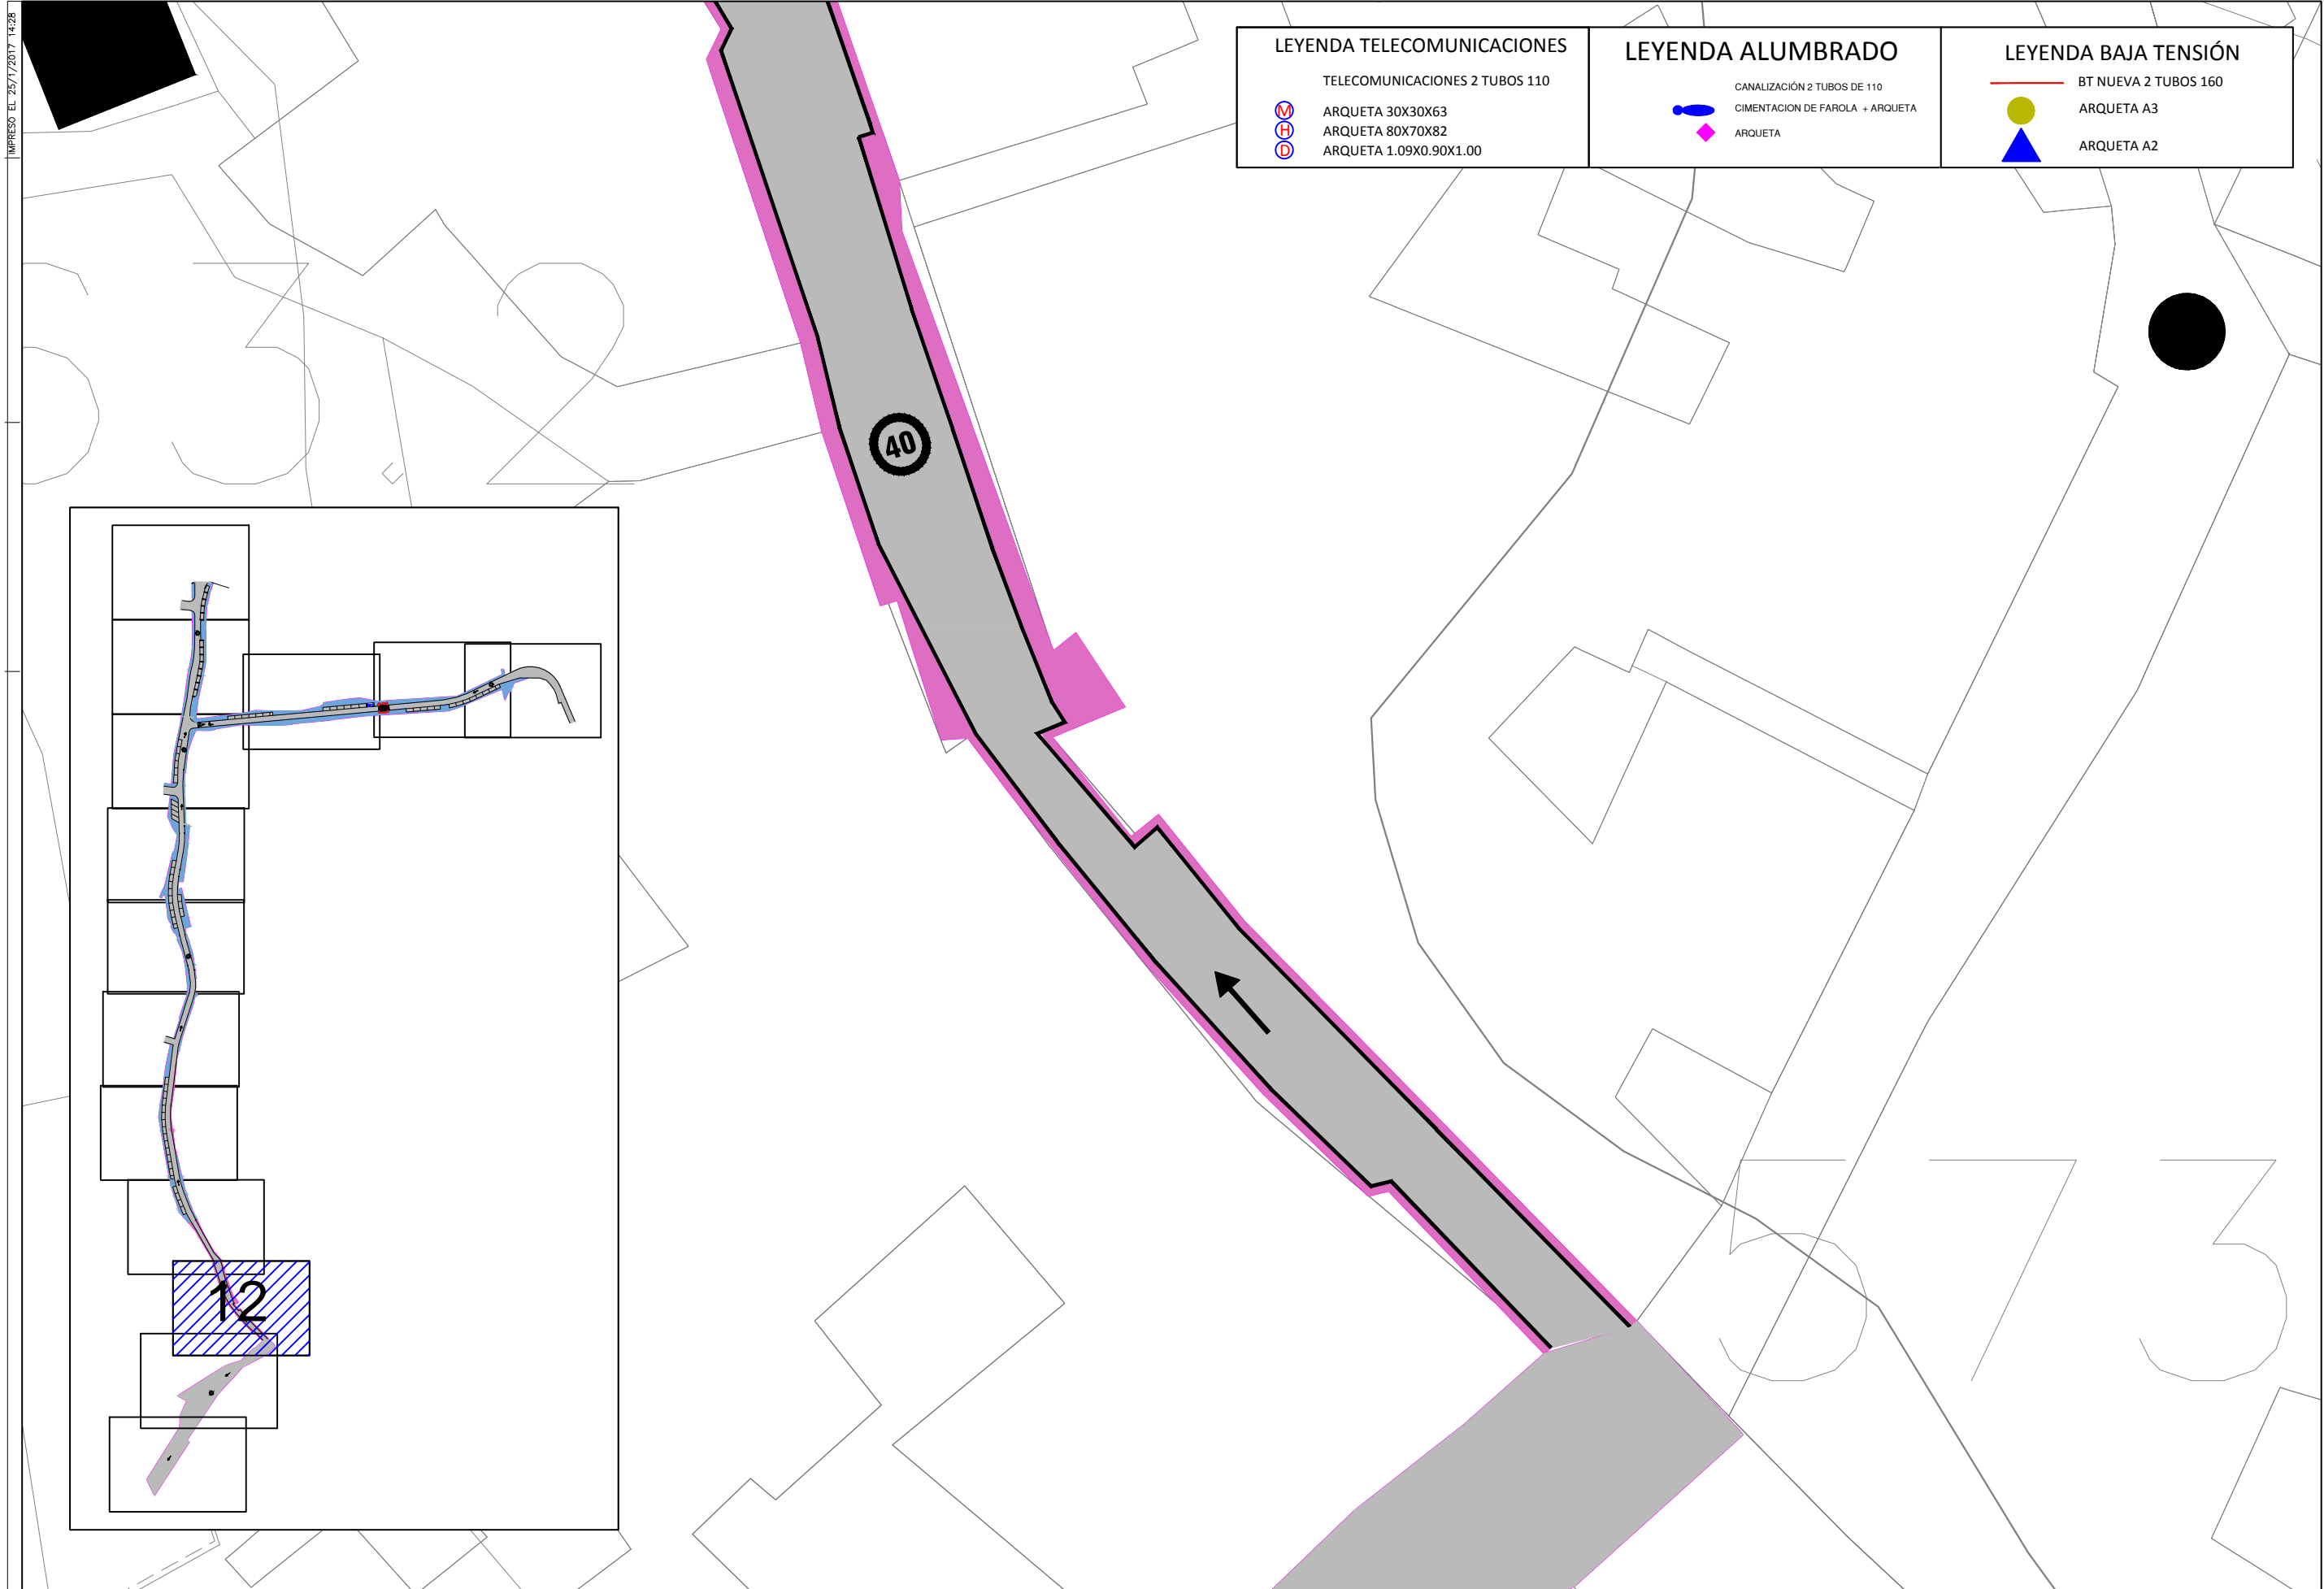 IMPRESO EL 25/1/2017 14:28
LEYENDA TELECOMUNICACIONES
TELECOMUNICACIONES 2 TUBOS 110
M ARQUETA 30X30X63
H ARQUETA 80X70X82
D ARQUETA 1.09X0.90X1.00
LEYENDA ALUMBRADO
CANALIZACIÓN 2 TUBOS DE 110
CIMENTACION DE FAROLA + ARQUETA
ARQUETA
LEYENDA BAJA TENSIÓN
BT NUEVA 2 TUBOS 160
ARQUETA A3
ARQUETA A2
40
12
573